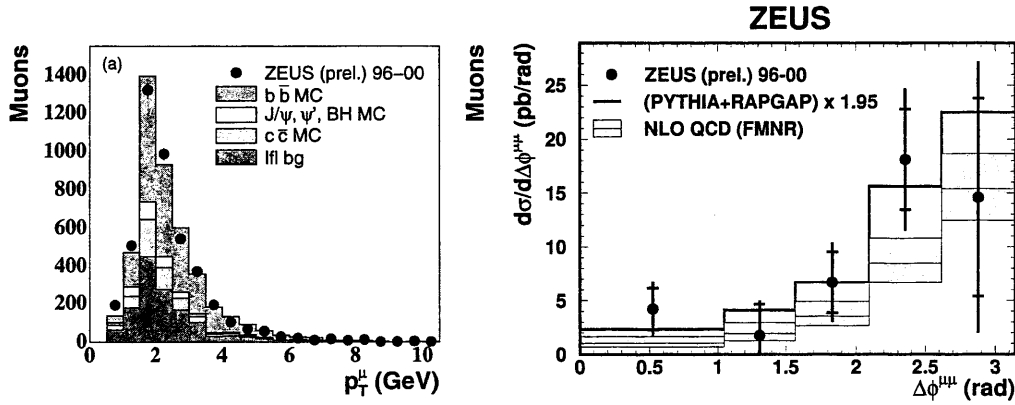 ZEUS
Muons
(a)
ZEUS (prel.) 96–00
b b̅ MC
J/ψ, ψ′, BH MC
c c̅ MC
lfl bg
1400
1200
1000
800
600
400
200
0
0 2 4 6 8 10
p_T^μ (GeV)
Muons
dσ/dΔϕ^μμ (pb/rad)
ZEUS (prel.) 96-00
(PYTHIA+RAPGAP) x 1.95
NLO QCD (FMNR)
25
20
15
10
5
0
0 0.5 1 1.5 2 2.5 3
Δϕ^μμ (rad)